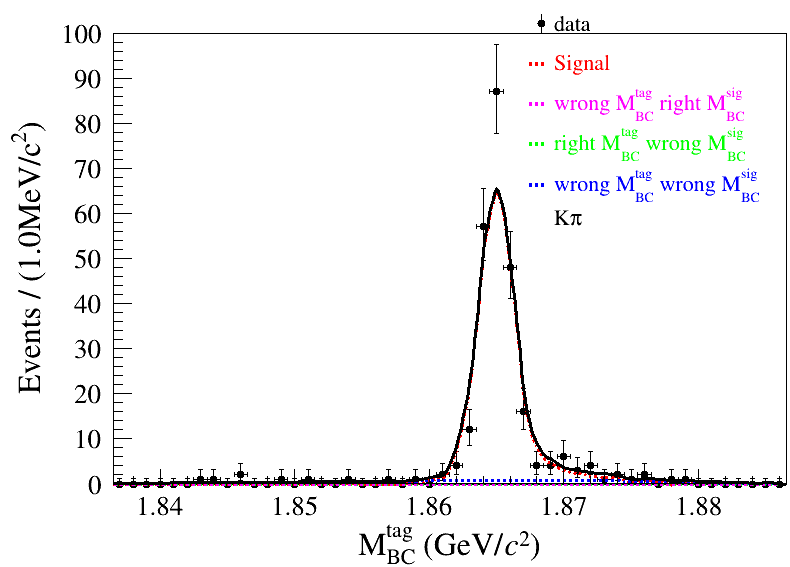 data
Signal
wrong M^tag_BC right M^sig_BC
right M^tag_BC wrong M^sig_BC
wrong M^tag_BC wrong M^sig_BC
Kπ
Events / (1.0MeV/c²)
100
90
80
70
60
50
40
30
20
10
0
1.84 1.85 1.86 1.87 1.88
M^tag_BC (GeV/c²)